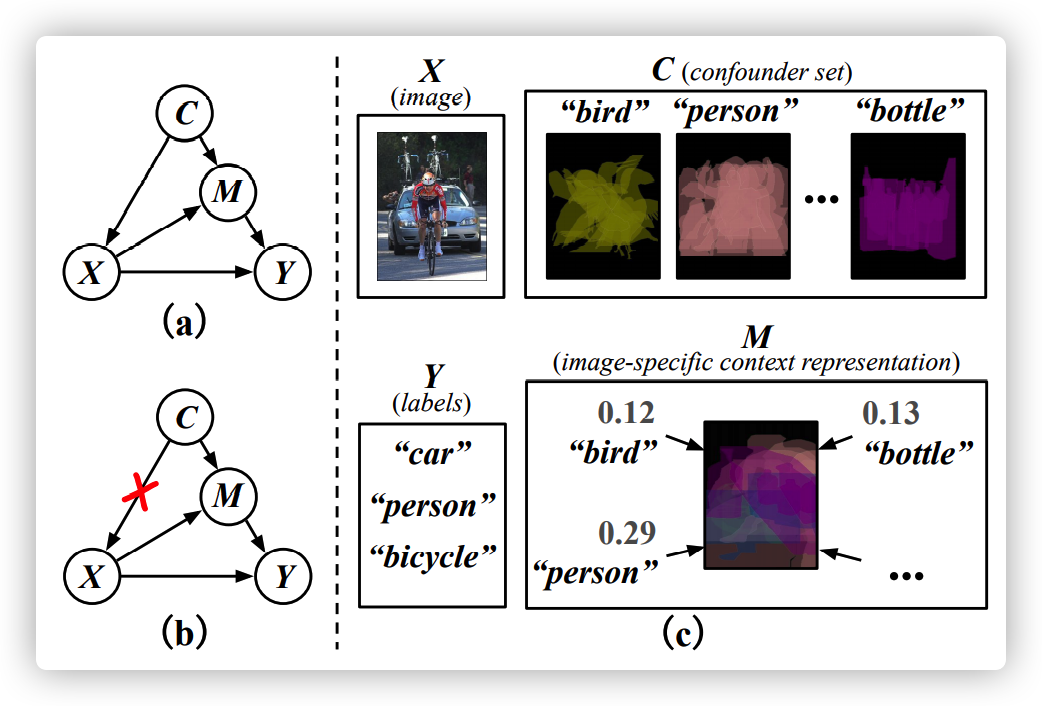 C
M
X
Y
(a)
C
M
X
Y
(b)
X
(image)
C (confounder set)
“bird” “person” “bottle”
...
Y
(labels)
“car”
“person”
“bicycle”
M
(image-specific context representation)
0.12
“bird”
0.13
“bottle”
0.29
“person”
...
(c)